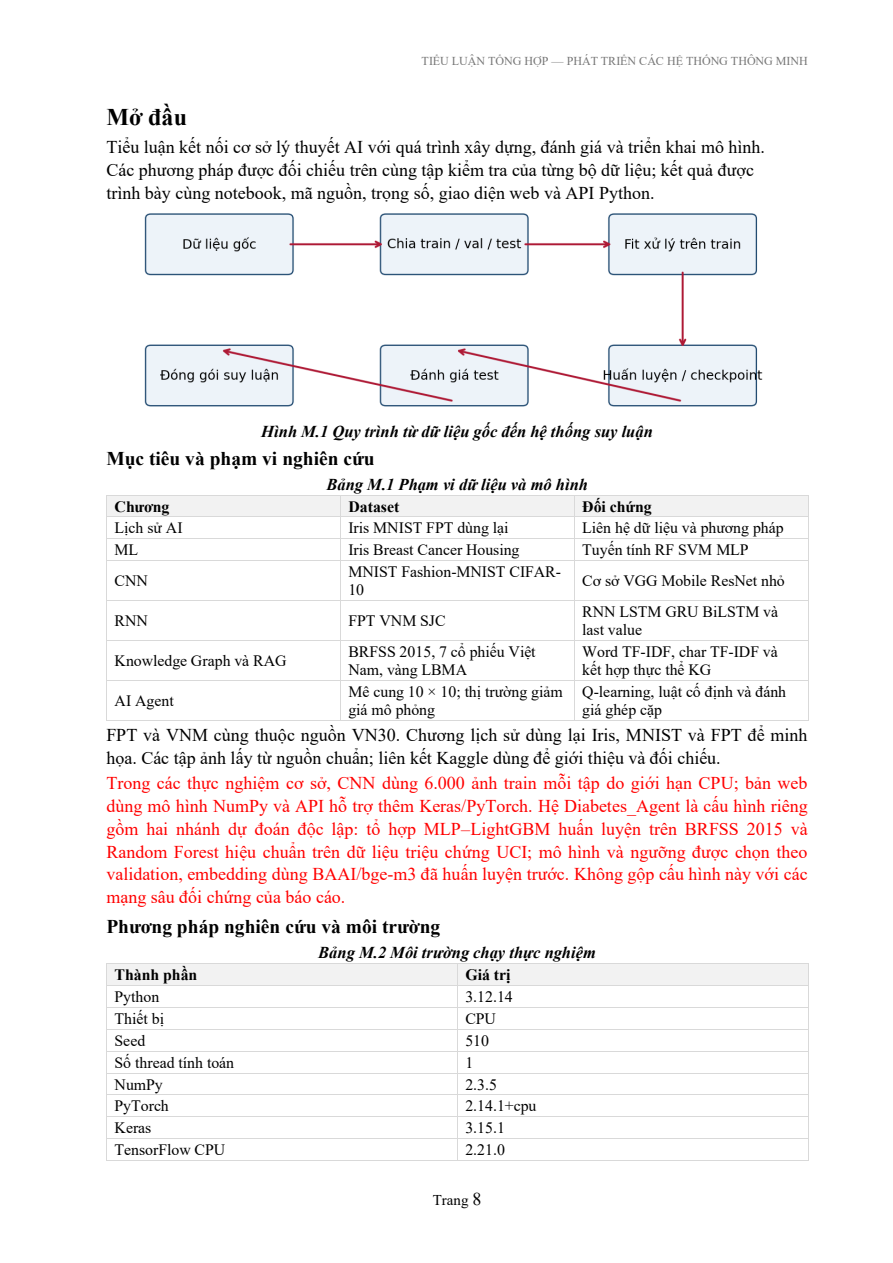 TIỂU LUẬN TỔNG HỢP — PHÁT TRIỂN CÁC HỆ THỐNG THÔNG MINH
Mở đầu
Tiểu luận kết nối cơ sở lý thuyết AI với quá trình xây dựng, đánh giá và triển khai mô hình.
Các phương pháp được đối chiếu trên cùng tập kiểm tra của từng bộ dữ liệu; kết quả được
trình bày cùng notebook, mã nguồn, trọng số, giao diện web và API Python.
Dữ liệu gốc
Chia train / val / test
Fit xử lý trên train
Đóng gói suy luận
Đánh giá test
Huấn luyện / checkpoint
Hình M.1 Quy trình từ dữ liệu gốc đến hệ thống suy luận
Mục tiêu và phạm vi nghiên cứu
Bảng M.1 Phạm vi dữ liệu và mô hình
Chương Dataset Đối chứng
Lịch sử AI Iris MNIST FPT dùng lại Liên hệ dữ liệu và phương pháp
ML Iris Breast Cancer Housing Tuyến tính RF SVM MLP
CNN MNIST Fashion-MNIST CIFAR-
10 Cơ sở VGG Mobile ResNet nhỏ
RNN FPT VNM SJC RNN LSTM GRU BiLSTM và
last value
Knowledge Graph và RAG BRFSS 2015, 7 cổ phiếu Việt
Nam, vàng LBMA Word TF-IDF, char TF-IDF và
kết hợp thực thể KG
AI Agent Mê cung 10 × 10; thị trường giảm
giá mô phỏng Q-learning, luật cố định và đánh
giá ghép cặp
FPT và VNM cùng thuộc nguồn VN30. Chương lịch sử dùng lại Iris, MNIST và FPT để minh
họa. Các tập ảnh lấy từ nguồn chuẩn; liên kết Kaggle dùng để giới thiệu và đối chiếu.
Trong các thực nghiệm cơ sở, CNN dùng 6.000 ảnh train mỗi tập do giới hạn CPU; bản web
dùng mô hình NumPy và API hỗ trợ thêm Keras/PyTorch. Hệ Diabetes_Agent là cấu hình riêng
gồm hai nhánh dự đoán độc lập: tổ hợp MLP–LightGBM huấn luyện trên BRFSS 2015 và
Random Forest hiệu chuẩn trên dữ liệu triệu chứng UCI; mô hình và ngưỡng được chọn theo
validation, embedding dùng BAAI/bge-m3 đã huấn luyện trước. Không gộp cấu hình này với các
mạng sâu đối chứng của báo cáo.
Phương pháp nghiên cứu và môi trường
Bảng M.2 Môi trường chạy thực nghiệm
Thành phần Giá trị
Python 3.12.14
Thiết bị CPU
Seed 510
Số thread tính toán 1
NumPy 2.3.5
PyTorch 2.14.1+cpu
Keras 3.15.1
TensorFlow CPU 2.21.0
Trang 8